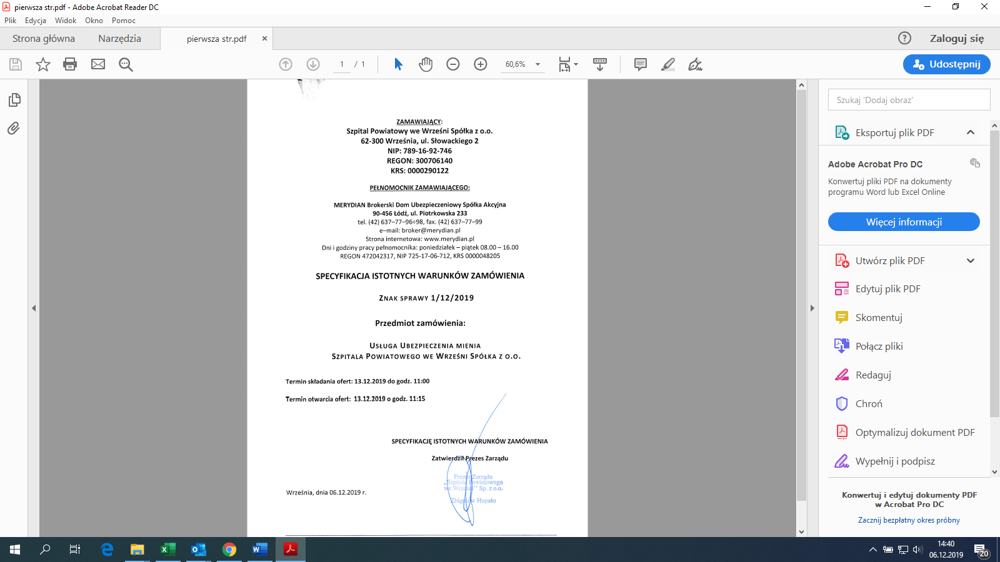 pierwsza str.pdf - Adobe Acrobat Reader DC
Plik Edycja Widok Okno Pomoc
Strona główna Narzędzia pierwsza str.pdf × Zaloguj się
1 / 1 60,6% Udostępnij
ZAMAWIAJĄCY:
Szpital Powiatowy we Wrześni Spółka z o.o.
62-300 Września, ul. Słowackiego 2
NIP: 789-16-92-746
REGON: 300706140
KRS: 0000290122
PEŁNOMOCNIK ZAMAWIAJĄCEGO:
MERYDIAN Brokerski Dom Ubezpieczeniowy Spółka Akcyjna
90-456 Łódź, ul. Piotrkowska 233
tel. (42) 637–77–96÷98, fax. (42) 637–77–99
e–mail: broker@merydian.pl
Strona internetowa: www.merydian.pl
Dni i godziny pracy pełnomocnika: poniedziałek – piątek 08.00 – 16.00
REGON 472042317, NIP 725-17-06-712, KRS 0000048205
SPECYFIKACJA ISTOTNYCH WARUNKÓW ZAMÓWIENIA
ZNAK SPRAWY 1/12/2019
Przedmiot zamówienia:
USŁUGA UBEZPIECZENIA MIENIA
SZPITALA POWIATOWEGO WE WRZEŚNI SPÓŁKA Z O.O.
Termin składania ofert: 13.12.2019 do godz. 11:00
Termin otwarcia ofert: 13.12.2019 o godz. 11:15
SPECYFIKACJĘ ISTOTNYCH WARUNKÓW ZAMÓWIENIA
Zatwierdził Prezes Zarządu
Prezes Zarządu
„Szpitala Powiatowego
we Wrześni" Sp. z o.o.
Zbigniew Hupało
Września, dnia 06.12.2019 r.
Szukaj 'Dodaj obraz'
Eksportuj plik PDF
Adobe Acrobat Pro DC
Konwertuj pliki PDF na dokumenty
programu Word lub Excel Online
Więcej informacji
Utwórz plik PDF
Edytuj plik PDF
Skomentuj
Połącz pliki
Redaguj
Chroń
Optymalizuj dokument PDF
Wypełnij i podpisz
Konwertuj i edytuj dokumenty PDF
w Acrobat Pro DC
Zacznij bezpłatny okres próbny
14:40
06.12.2019
20